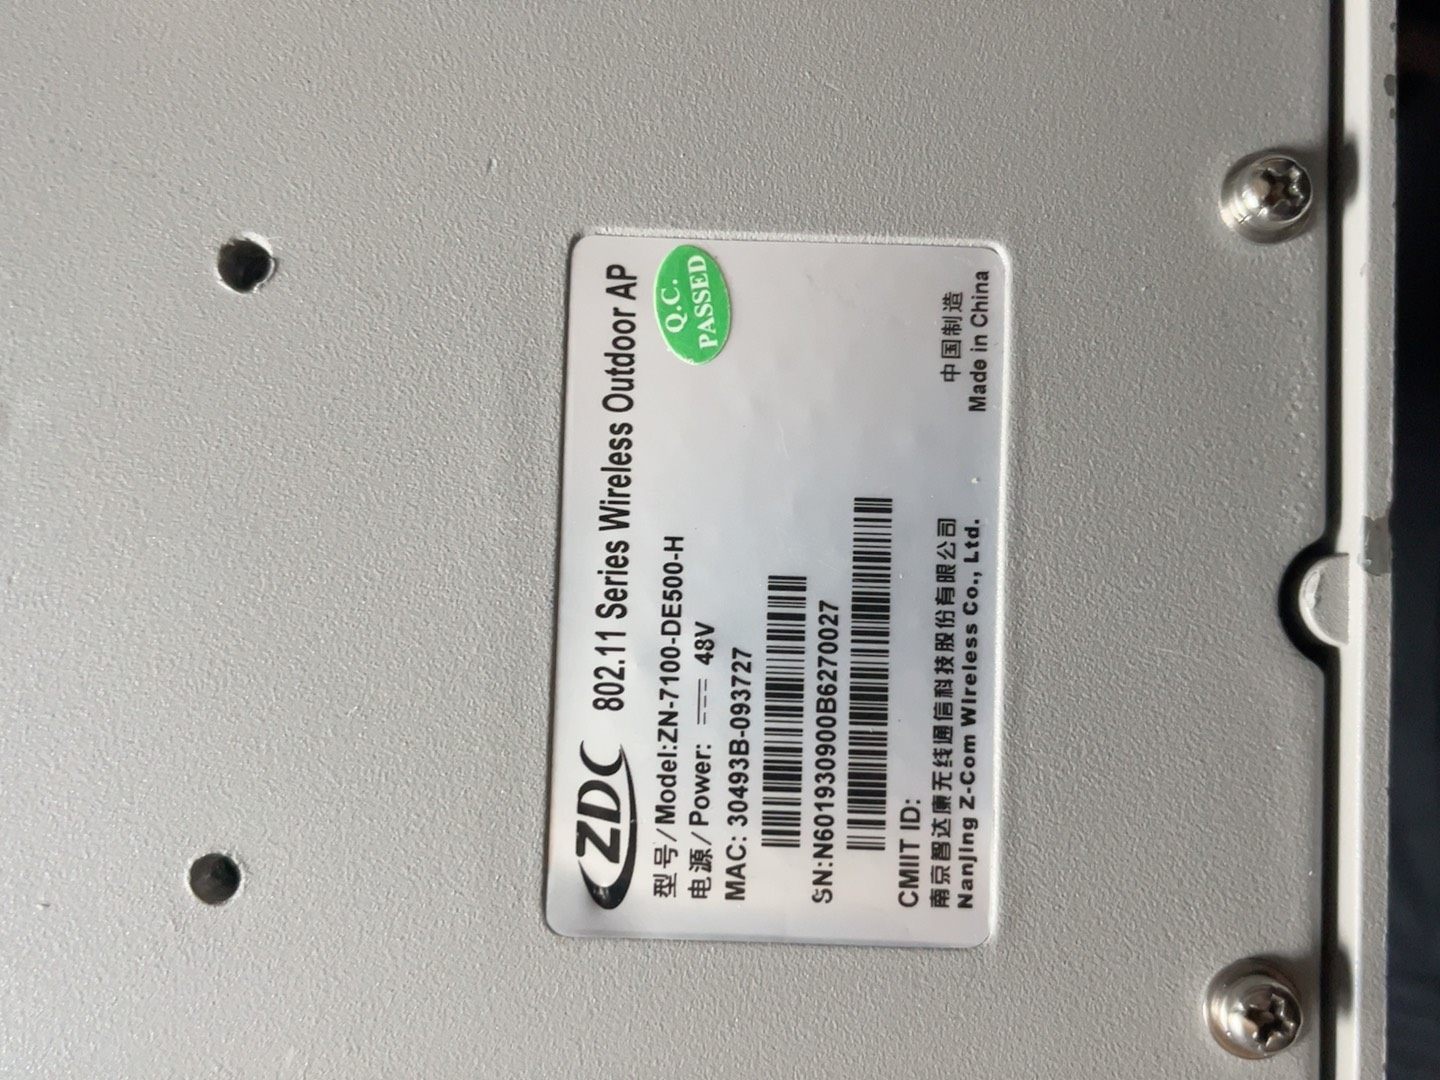 ZDC
802.11 Series Wireless Outdoor AP
型号/Model:ZN-7100-DE500-H
电源/Power: 48V
Q.C.
PASSED
MAC: 30493B-093727
SN:N601930900B6270027
CMIIT ID:
南京智达康无线通信科技股份有限公司
Nanjing Z-Com Wireless Co., Ltd.
中国制造
Made in China